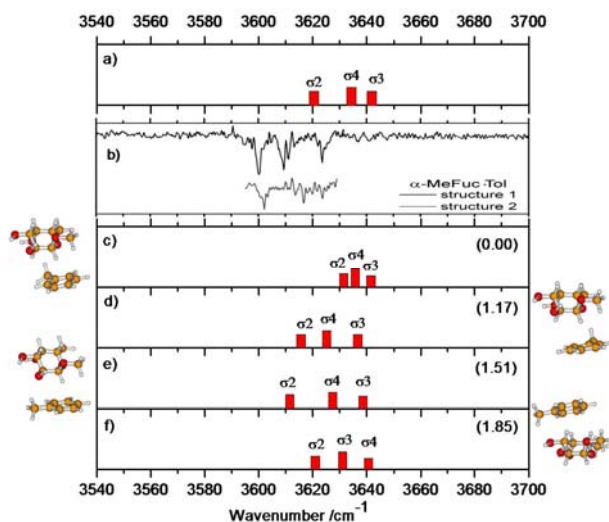 3540 3560 3580 3600 3620 3640 3660 3680 3700
a)
σ2 σ4 σ3
b)
α-MeFuc·Tol
structure 1
structure 2
c) (0.00)
σ2 σ4 σ3
d) (1.17)
σ2 σ4 σ3
e) (1.51)
σ2 σ4 σ3
f) (1.85)
σ2 σ3 σ4
3540 3560 3580 3600 3620 3640 3660 3680 3700
Wavenumber /cm⁻¹